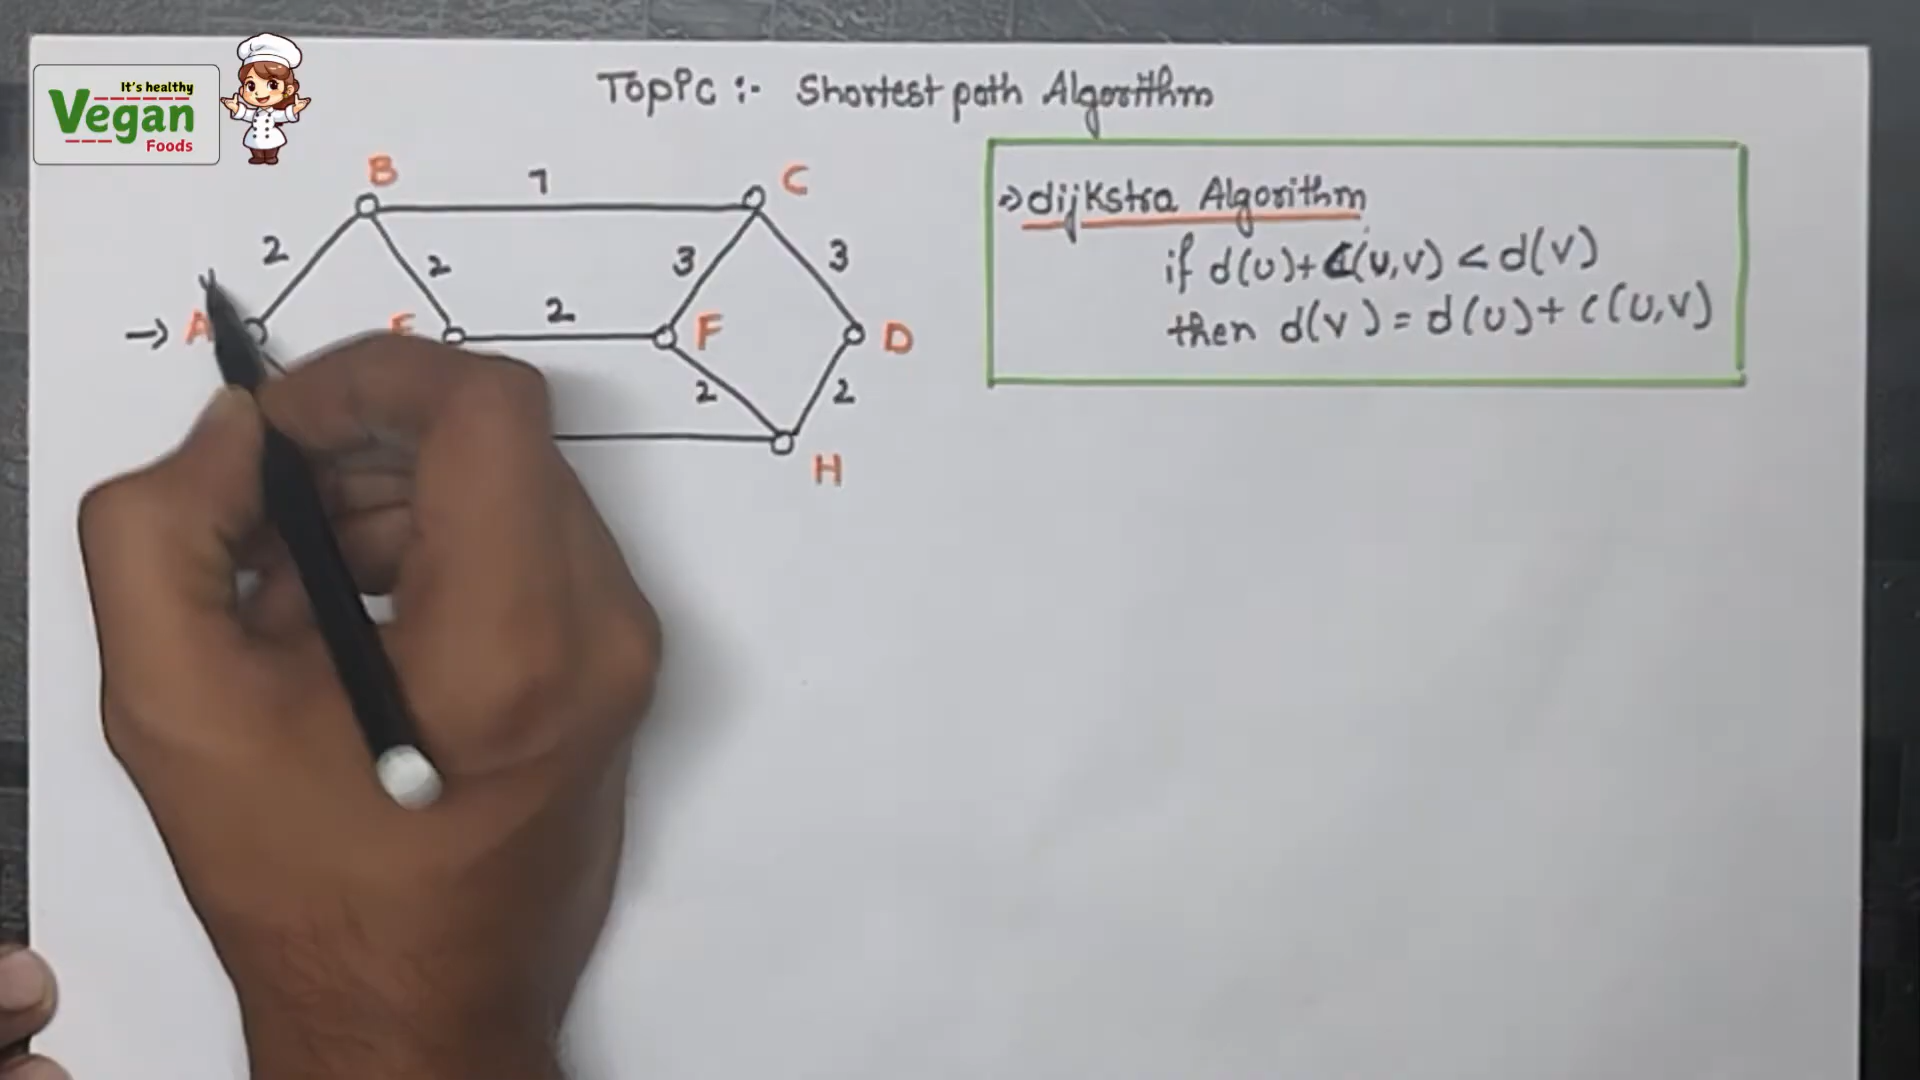 It's healthy
Vegan
Foods
Topic :- Shortest path Algorithm
B
7
C
2
2
3
3
→ A
E
2
F
D
2
2
H
⇒ dijkstra Algorithm
if d(u) + c(u,v) < d(v)
then d(v) = d(u) + c(u,v)